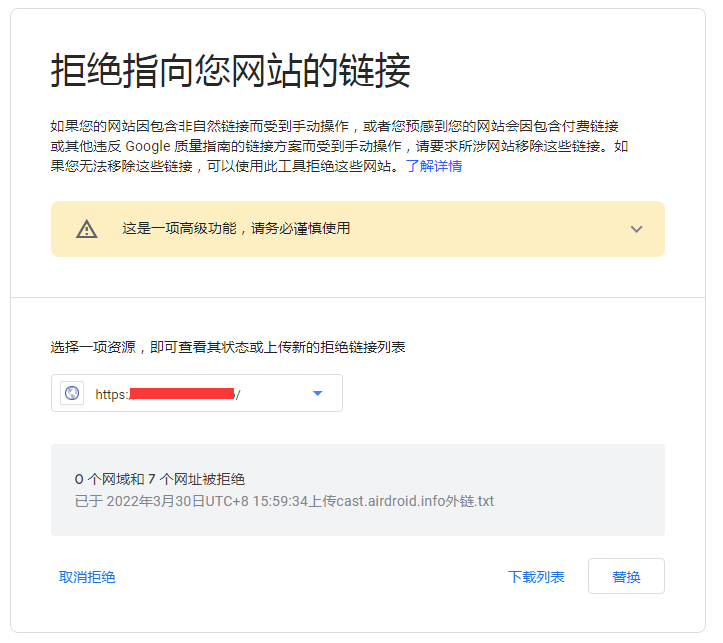 拒绝指向您网站的链接
如果您的网站因包含非自然链接而受到手动操作，或者您预感到您的网站会因包含付费链接
或其他违反 Google 质量指南的链接方案而受到手动操作，请要求所涉网站移除这些链接。如
果您无法移除这些链接，可以使用此工具拒绝这些网站。了解详情
这是一项高级功能，请务必谨慎使用
选择一项资源，即可查看其状态或上传新的拒绝链接列表
https:/
0 个网域和 7 个网址被拒绝
已于 2022年3月30日UTC+8 15:59:34上传cast.airdroid.info外链.txt
取消拒绝 下载列表 替换